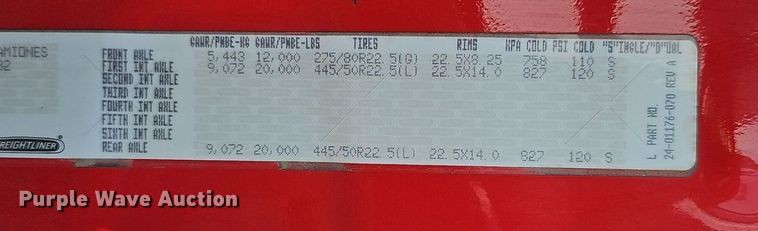 GAWR/PNBE-KG GAWR/PNBE-LBS TIRES RIMS KPA COLD PSI COLD "S"INGLE/"D"UAL
AMIONES
FRONT AXLE 5,443 12,000 275/80R22.5(G) 22.5X8.25 758 110 S
32
FIRST INT AXLE 9,072 20,000 445/50R22.5(L) 22.5X14.0 827 120 S
SECOND INT AXLE
THIRD INT AXLE
FOURTH INT AXLE
FIFTH INT AXLE
SIXTH INT AXLE
REAR AXLE 9,072 20,000 445/50R22.5(L) 22.5X14.0 827 120 S
FREIGHTLINER
L PART NO.
24-01176-070 REV A
Purple Wave Auction